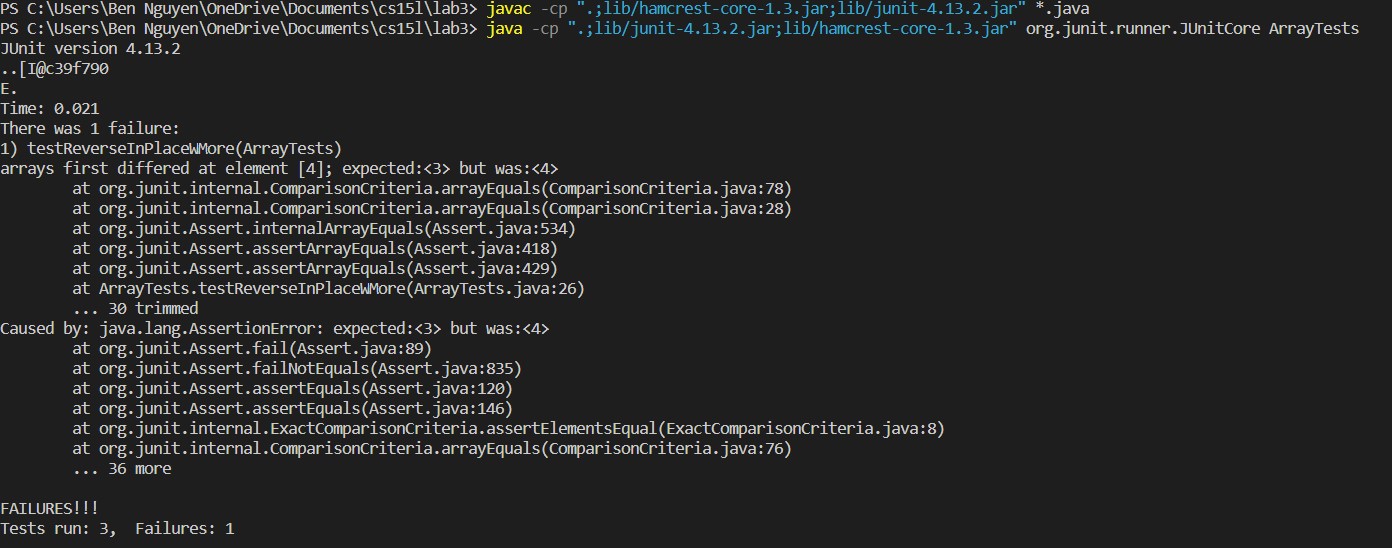 PS C:\Users\Ben Nguyen\OneDrive\Documents\cs15l\lab3> javac -cp ".;lib/hamcrest-core-1.3.jar;lib/junit-4.13.2.jar" *.java
PS C:\Users\Ben Nguyen\OneDrive\Documents\cs15l\lab3> java -cp ".;lib/junit-4.13.2.jar;lib/hamcrest-core-1.3.jar" org.junit.runner.JUnitCore ArrayTests
JUnit version 4.13.2
..[I@c39f790
E.
Time: 0.021
There was 1 failure:
1) testReverseInPlaceWMore(ArrayTests)
arrays first differed at element [4]; expected:<3> but was:<4>
        at org.junit.internal.ComparisonCriteria.arrayEquals(ComparisonCriteria.java:78)
        at org.junit.internal.ComparisonCriteria.arrayEquals(ComparisonCriteria.java:28)
        at org.junit.Assert.internalArrayEquals(Assert.java:534)
        at org.junit.Assert.assertArrayEquals(Assert.java:418)
        at org.junit.Assert.assertArrayEquals(Assert.java:429)
        at ArrayTests.testReverseInPlaceWMore(ArrayTests.java:26)
        ... 30 trimmed
Caused by: java.lang.AssertionError: expected:<3> but was:<4>
        at org.junit.Assert.fail(Assert.java:89)
        at org.junit.Assert.failNotEquals(Assert.java:835)
        at org.junit.Assert.assertEquals(Assert.java:120)
        at org.junit.Assert.assertEquals(Assert.java:146)
        at org.junit.internal.ExactComparisonCriteria.assertElementsEqual(ExactComparisonCriteria.java:8)
        at org.junit.internal.ComparisonCriteria.arrayEquals(ComparisonCriteria.java:76)
        ... 36 more

FAILURES!!!
Tests run: 3,  Failures: 1